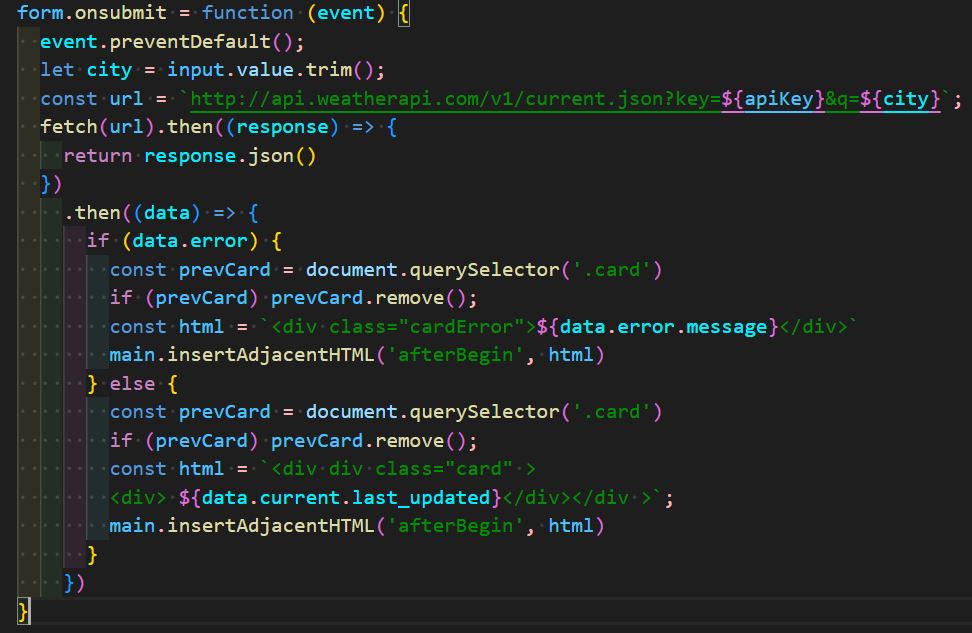 form.onsubmit = function (event) {
  event.preventDefault();
  let city = input.value.trim();
  const url = `http://api.weatherapi.com/v1/current.json?key=${apiKey}&q=${city}`;
  fetch(url).then((response) => {
    return response.json()
  })
    .then((data) => {
      if (data.error) {
        const prevCard = document.querySelector('.card')
        if (prevCard) prevCard.remove();
        const html = `<div class="cardError">${data.error.message}</div>`
        main.insertAdjacentHTML('afterBegin', html)
      } else {
        const prevCard = document.querySelector('.card')
        if (prevCard) prevCard.remove();
        const html = `<div div class="card" >
        <div> ${data.current.last_updated}</div></div >`;
        main.insertAdjacentHTML('afterBegin', html)
      }
    })
}